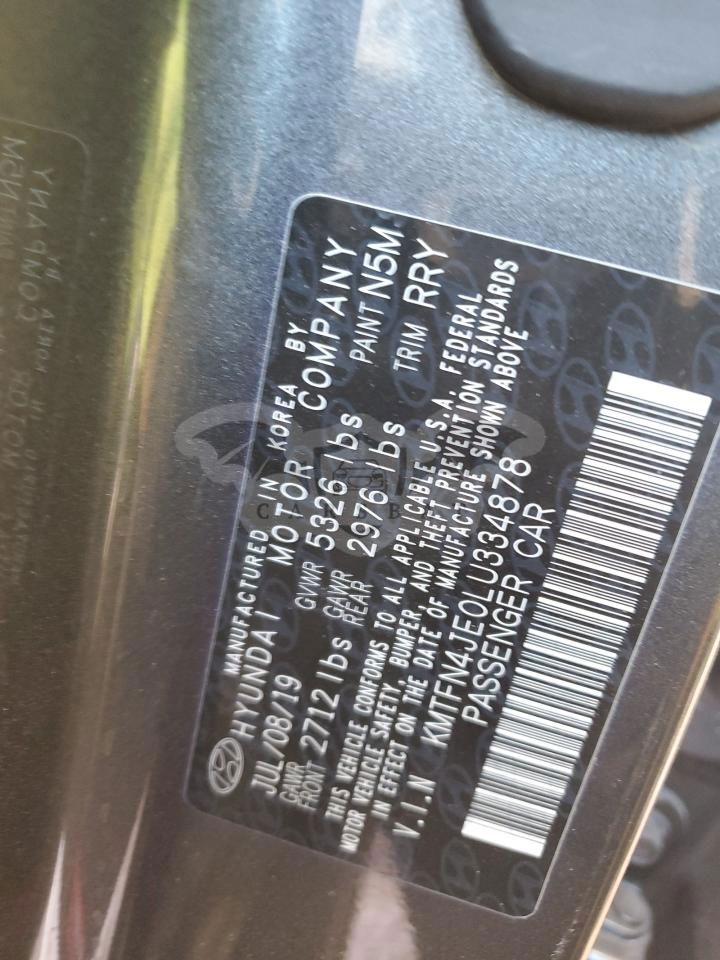 MANUFACTURED IN KOREA BY
HYUNDAI MOTOR COMPANY
JUL/08/19 GVWR 5326 lbs PAINT N5M
GAWR FRONT 2712 lbs GAWR REAR 2976 lbs TRIM RRY
THIS VEHICLE CONFORMS TO ALL APPLICABLE U.S.A. FEDERAL
MOTOR VEHICLE SAFETY, BUMPER, AND THEFT PREVENTION STANDARDS
IN EFFECT ON THE DATE OF MANUFACTURE SHOWN ABOVE
V.I.N KMTFN4JE0LU334878
PASSENGER CAR